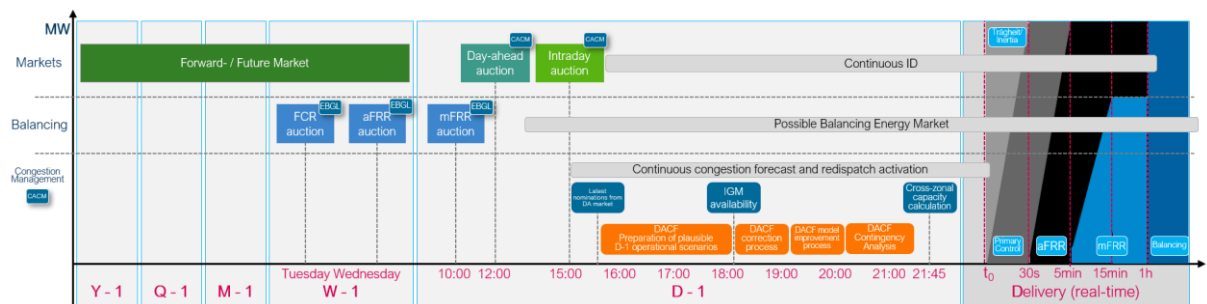 MW
Markets
Forward- / Future Market
Day-ahead
auction
CACM
Intraday
auction
CACM
Continuous ID
Trägheit/
Inertia
Balancing
FCR
auction
EBGL
aFRR
auction
EBGL
mFRR
auction
EBGL
Possible Balancing Energy Market
Congestion
Management
CACM
Continuous congestion forecast and redispatch activation
Latest
nominations from
DA market
IGM
availability
Cross-zonal
capacity
calculation
DACF
Preparation of plausible
D-1 operational scenarios
DACF
correction
process
DACF model
improvement
process
DACF
Contingency
Analysis
Primary
Control
aFRR
mFRR
Balancing
Tuesday Wednesday
10:00 12:00
15:00
16:00
17:00
18:00
19:00
20:00
21:00
21:45
t0
30s
5min
15min
1h
Y - 1
Q - 1
M - 1
W - 1
D - 1
Delivery (real-time)